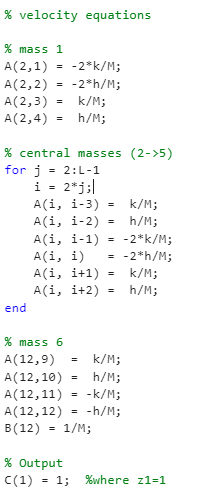 % velocity equations

% mass 1
A(2,1) = -2*k/M;
A(2,2) = -2*h/M;
A(2,3) =  k/M;
A(2,4) =  h/M;

% central masses (2->5)
for j = 2:L-1
    i = 2*j;
    A(i, i-3) =  k/M;
    A(i, i-2) =  h/M;
    A(i, i-1) = -2*k/M;
    A(i, i)   = -2*h/M;
    A(i, i+1) =  k/M;
    A(i, i+2) =  h/M;
end

% mass 6
A(12,9)  =  k/M;
A(12,10) =  h/M;
A(12,11) = -k/M;
A(12,12) = -h/M;
B(12) = 1/M;

% Output
C(1) = 1;  %where z1=1